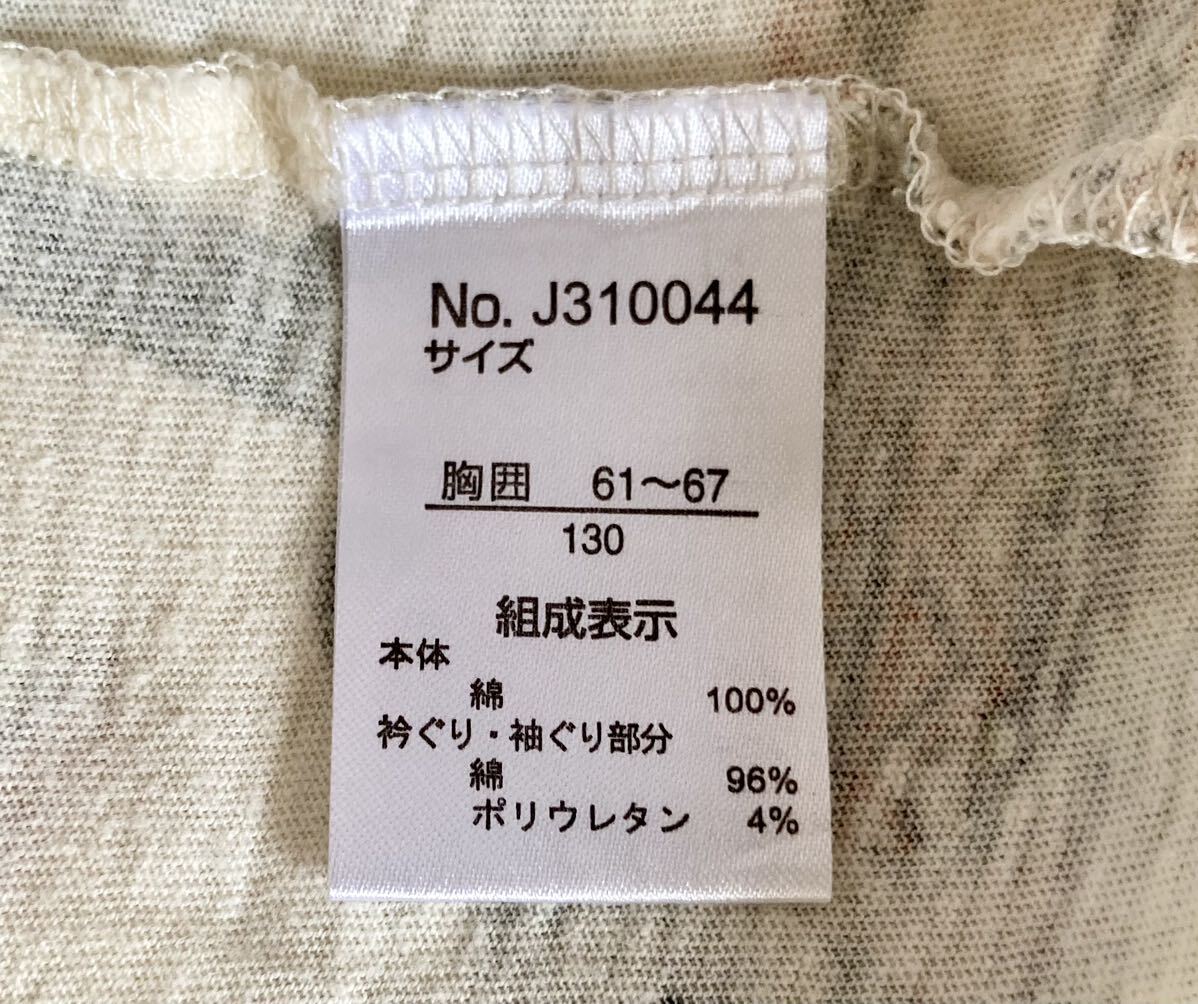 No. J310044
サイズ
胸囲 61〜67
130
組成表示
本体
綿 100%
衿ぐり・袖ぐり部分
綿 96%
ポリウレタン 4%